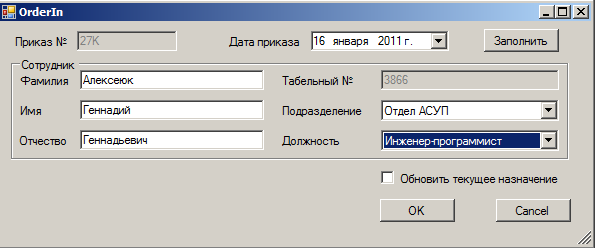 OrderIn
Приказ № 27К Дата приказа 16 января 2011 г. Заполнить
Сотрудник
Фамилия Алексеюк Табельный № 3866
Имя Геннадий Подразделение Отдел АСУП
Отчество Геннадьевич Должность Инженер-программист
Обновить текущее назначение
OK Cancel